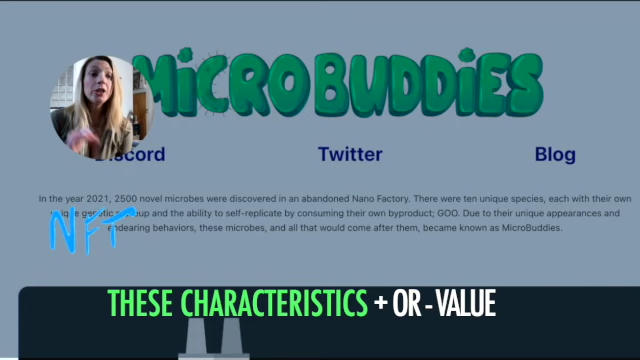 MICROBUDDIES
Twitter
Blog
In the year 2021, 2500 novel microbes were discovered in an abandoned Nano Factory. There were ten unique species, each with their own
genetic and the ability to self-replicate by consuming their own byproduct; GOO. Due to their unique appearances and
endearing behaviors, these microbes, and all that would come after them, became known as MicroBuddies.
NFT
THESE CHARACTERISTICS + OR - VALUE